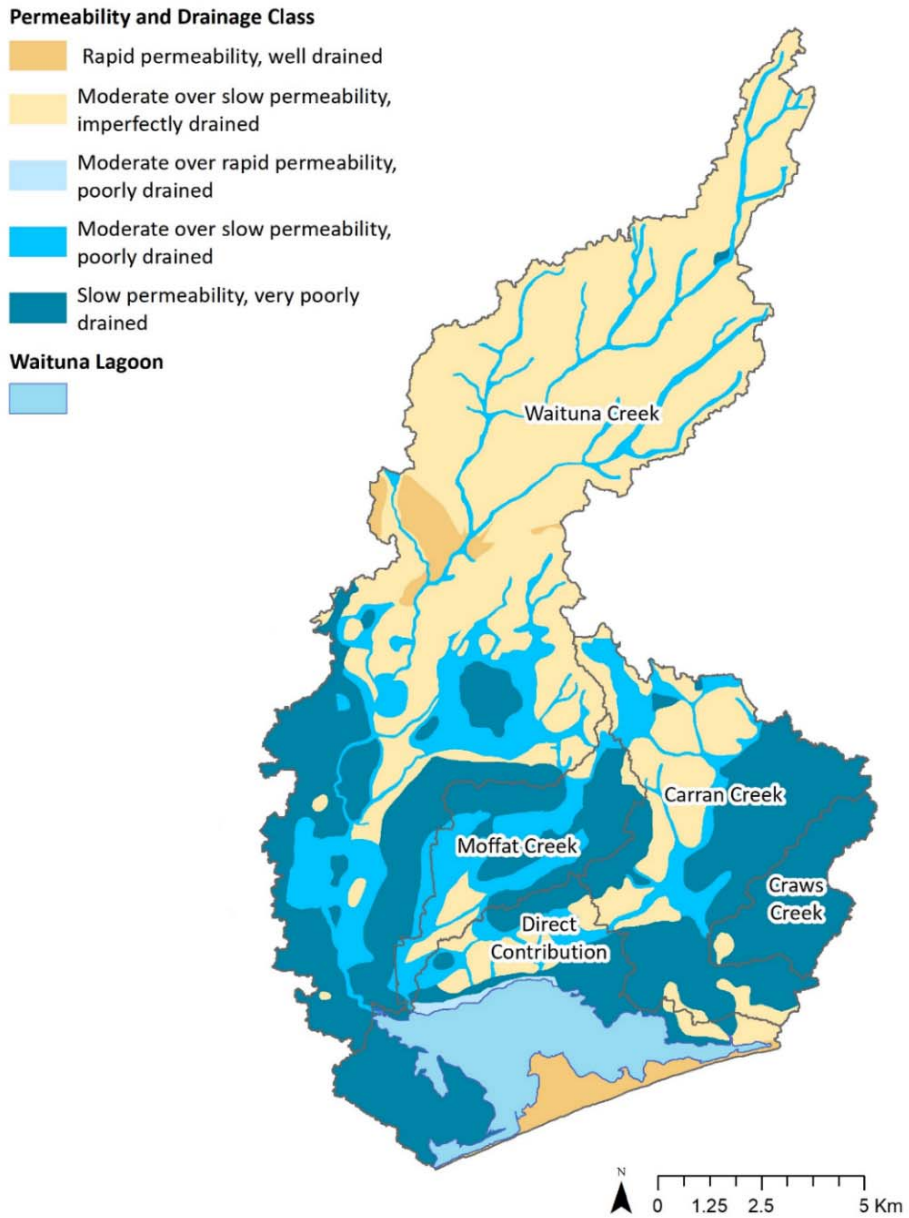 Permeability and Drainage Class
Rapid permeability, well drained
Moderate over slow permeability,
imperfectly drained
Moderate over rapid permeability,
poorly drained
Moderate over slow permeability,
poorly drained
Slow permeability, very poorly
drained
Waituna Lagoon
Waituna Creek
Carran Creek
Moffat Creek
Craws
Creek
Direct
Contribution
N
0 1.25 2.5 5 Km